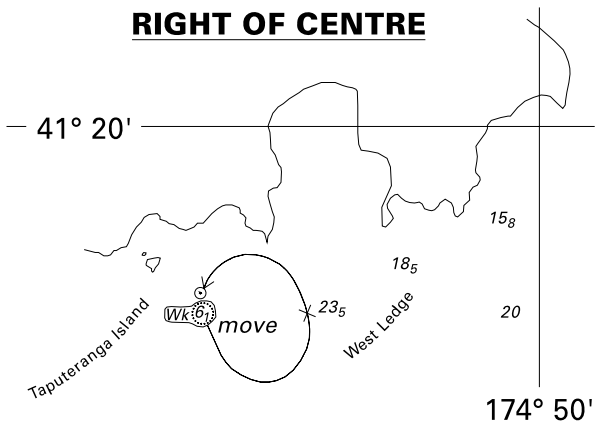 RIGHT OF CENTRE
41° 20'
15₈
18₅
23₅
20
Wk 6₁
move
West Ledge
Taputeranga Island
174° 50'